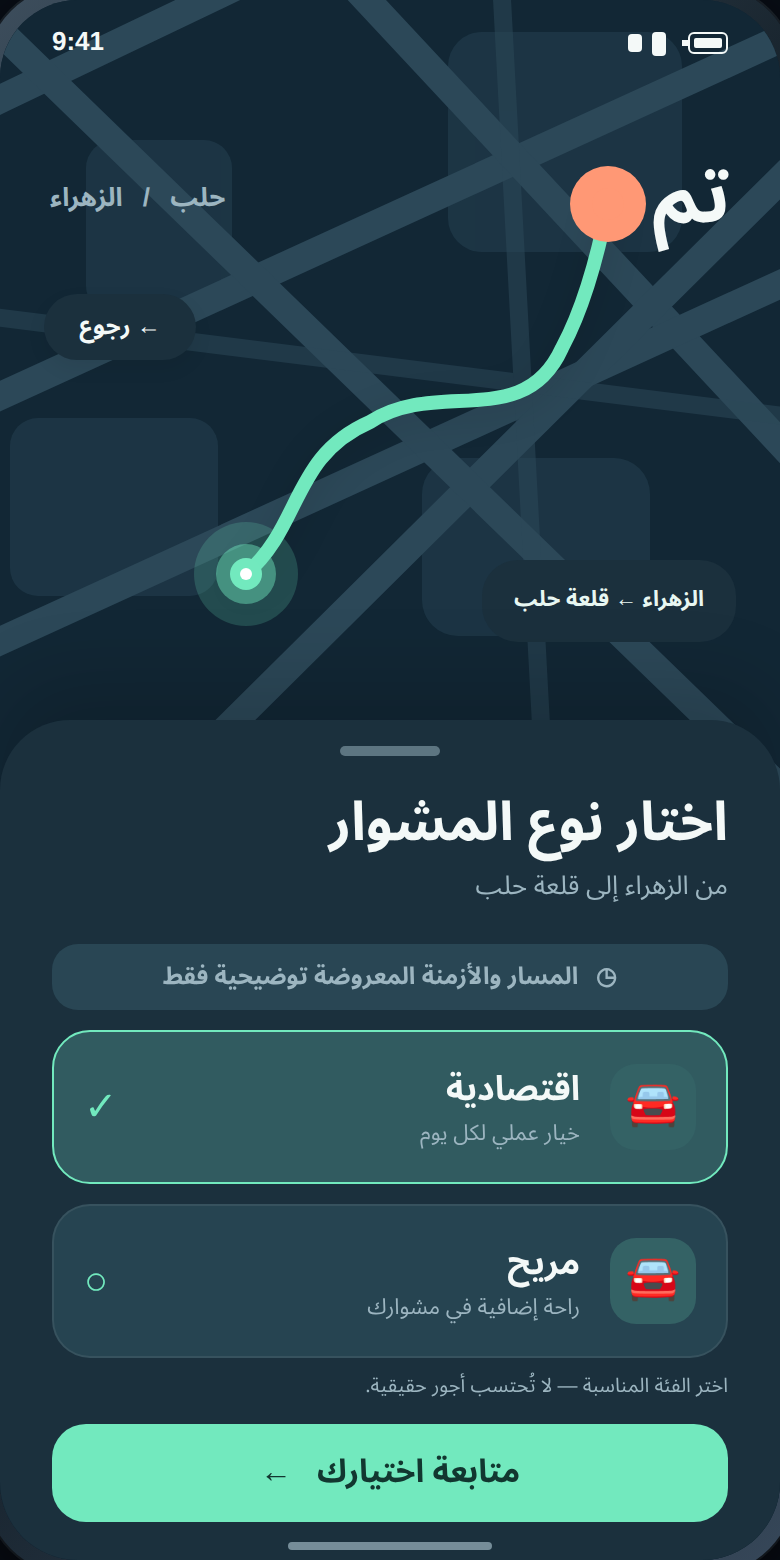 9:41
تم
حلب / الزهراء
← رجوع
الزهراء ← قلعة حلب
اختار نوع المشوار
من الزهراء إلى قلعة حلب
المسار والأزمنة المعروضة توضيحية فقط
اقتصادية
خيار عملي لكل يوم
✓
مريح
راحة إضافية في مشوارك
○
اختر الفئة المناسبة — لا تُحتسب أجور حقيقية.
متابعة اختيارك ←